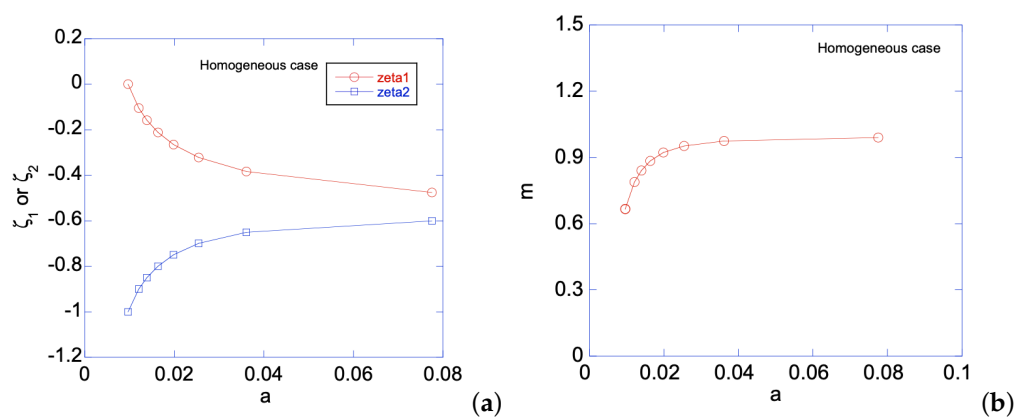 0.2
Homogeneous case
zeta1
zeta2
0
-0.2
-0.4
-0.6
-0.8
-1
-1.2
ζ1 or ζ2
0
0.02
0.04
0.06
0.08
a
(a)
1.5
Homogeneous case
1.2
0.9
0.6
0.3
0
m
0
0.02
0.04
0.06
0.08
0.1
a
(b)